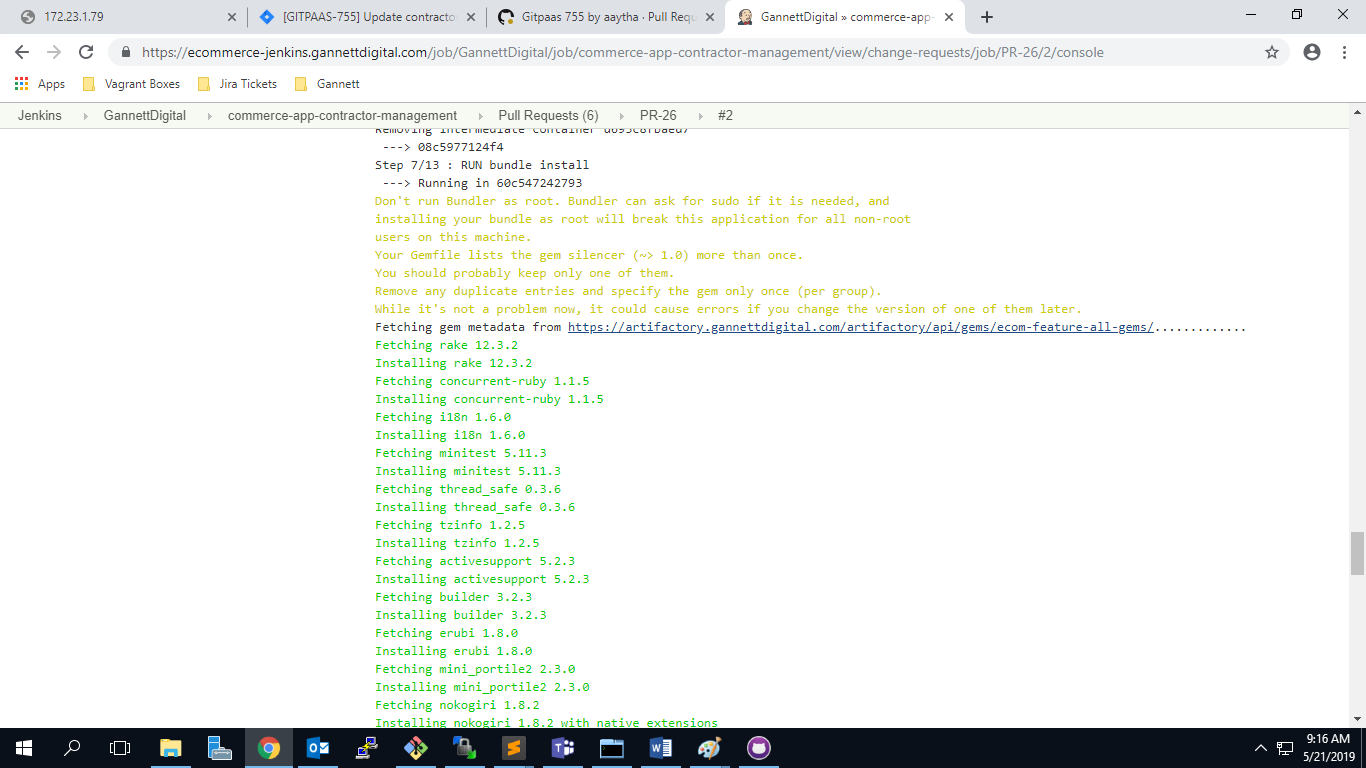 172.23.1.79
[GITPAAS-755] Update contracto
Gitpaas 755 by aaytha · Pull Requ
GannettDigital » commerce-app-
https://ecommerce-jenkins.gannettdigital.com/job/GannettDigital/job/commerce-app-contractor-management/view/change-requests/job/PR-26/2/console
Apps
Vagrant Boxes
Jira Tickets
Gannett
Jenkins
GannettDigital
commerce-app-contractor-management
Pull Requests (6)
PR-26
#2
Removing intermediate container
---> 08c5977124f4
Step 7/13 : RUN bundle install
---> Running in 60c547242793
Don't run Bundler as root. Bundler can ask for sudo if it is needed, and
installing your bundle as root will break this application for all non-root
users on this machine.
Your Gemfile lists the gem silencer (~> 1.0) more than once.
You should probably keep only one of them.
Remove any duplicate entries and specify the gem only once (per group).
While it's not a problem now, it could cause errors if you change the version of one of them later.
Fetching gem metadata from https://artifactory.gannettdigital.com/artifactory/api/gems/ecom-feature-all-gems/.............
Fetching rake 12.3.2
Installing rake 12.3.2
Fetching concurrent-ruby 1.1.5
Installing concurrent-ruby 1.1.5
Fetching i18n 1.6.0
Installing i18n 1.6.0
Fetching minitest 5.11.3
Installing minitest 5.11.3
Fetching thread_safe 0.3.6
Installing thread_safe 0.3.6
Fetching tzinfo 1.2.5
Installing tzinfo 1.2.5
Fetching activesupport 5.2.3
Installing activesupport 5.2.3
Fetching builder 3.2.3
Installing builder 3.2.3
Fetching erubi 1.8.0
Installing erubi 1.8.0
Fetching mini_portile2 2.3.0
Installing mini_portile2 2.3.0
Fetching nokogiri 1.8.2
Installing nokogiri 1.8.2 with native extensions
9:16 AM
5/21/2019